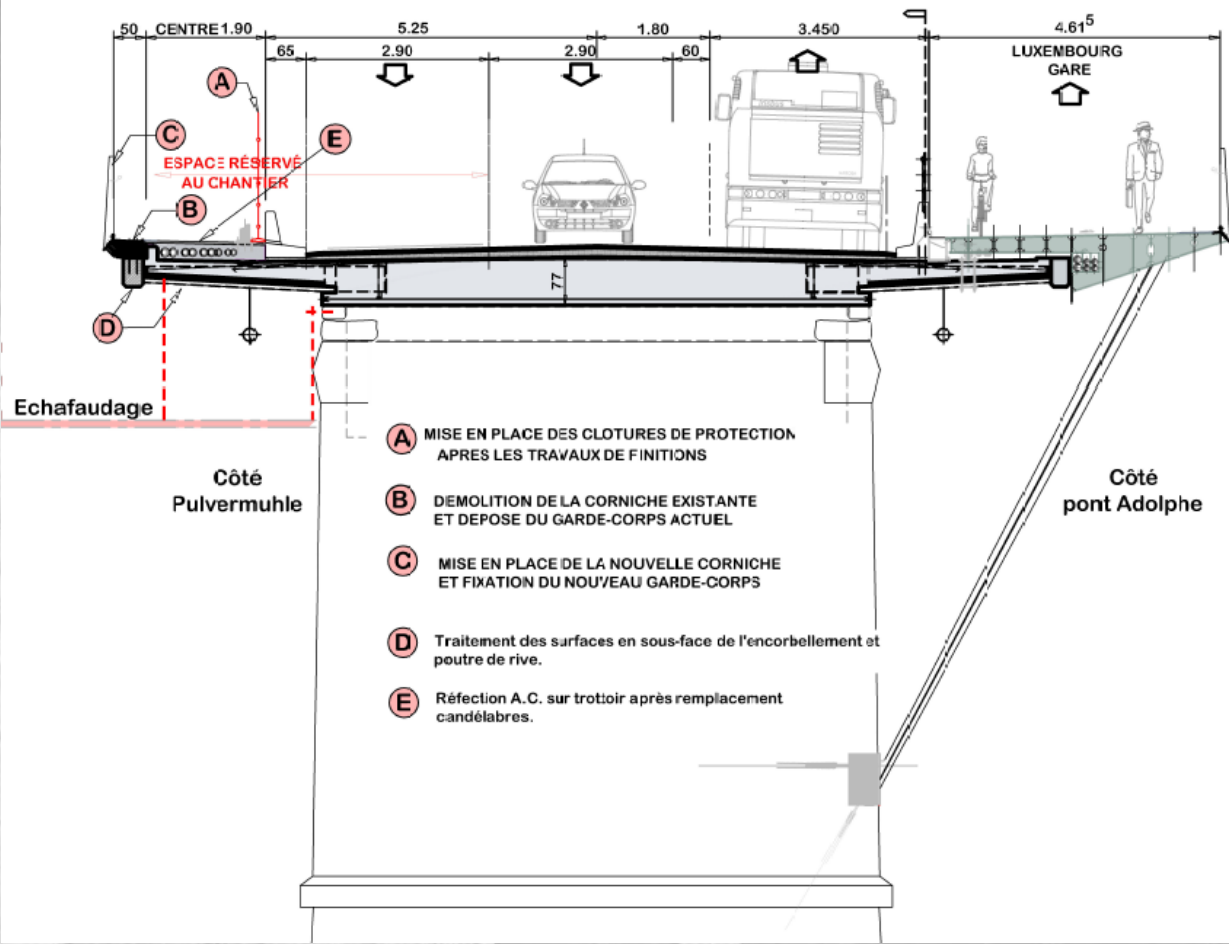 50 CENTRE 1.90 5.25 1.80 3.450 4.61⁵
65 2.90 2.90 60
LUXEMBOURG
GARE
A
C
E
ESPACE RÉSERVÉ
AU CHANTIER
B
77
D
Echafaudage
Côté
Pulvermuhle
Côté
pont Adolphe
A MISE EN PLACE DES CLOTURES DE PROTECTION
APRES LES TRAVAUX DE FINITIONS
B DEMOLITION DE LA CORNICHE EXISTANTE
ET DEPOSE DU GARDE-CORPS ACTUEL
C MISE EN PLACE DE LA NOUVELLE CORNICHE
ET FIXATION DU NOUVEAU GARDE-CORPS
D Traitement des surfaces en sous-face de l'encorbellement et
poutre de rive.
E Réfection A.C. sur trottoir après remplacement
candélabres.